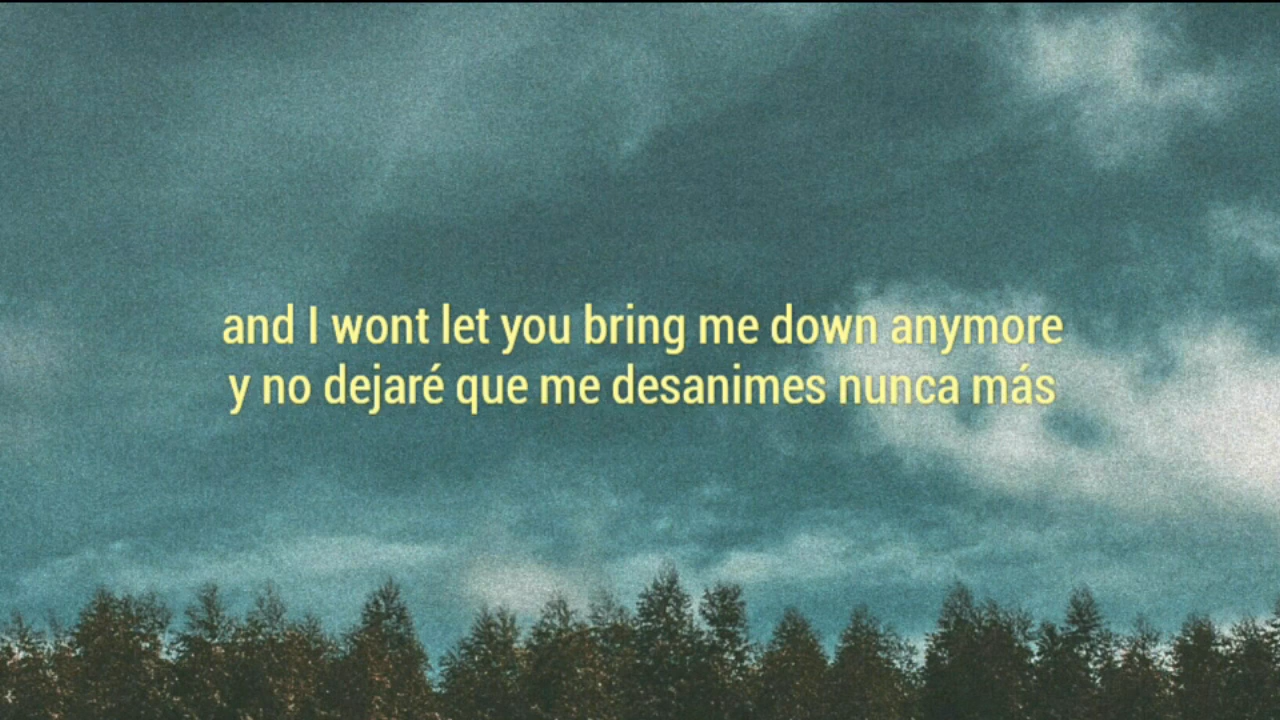 and I wont let you bring me down anymore
y no dejaré que me desanimes nunca más